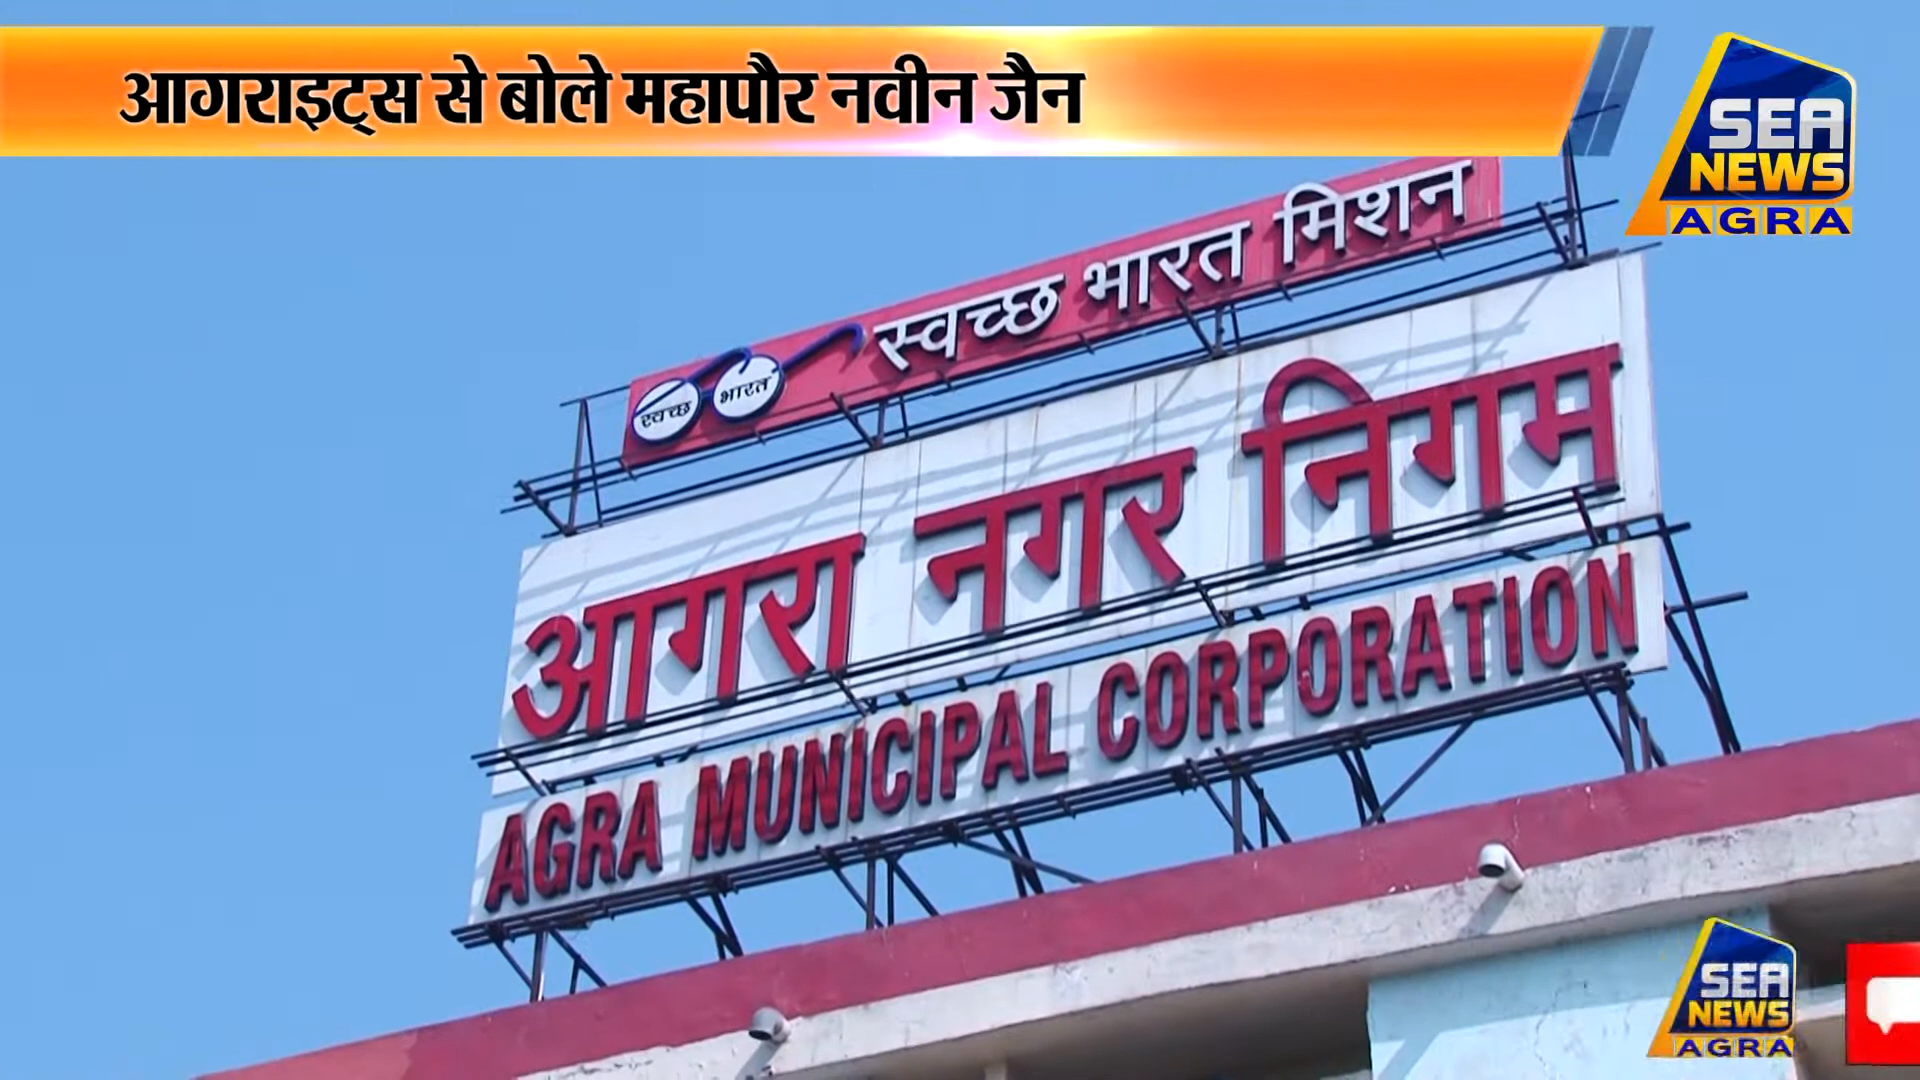 आगराइट्स से बोले महापौर नवीन जैन
SEA
NEWS
AGRA
स्वच्छ भारत मिशन
स्वच्छ भारत
आगरा नगर निगम
AGRA MUNICIPAL CORPORATION
SEA
NEWS
AGRA